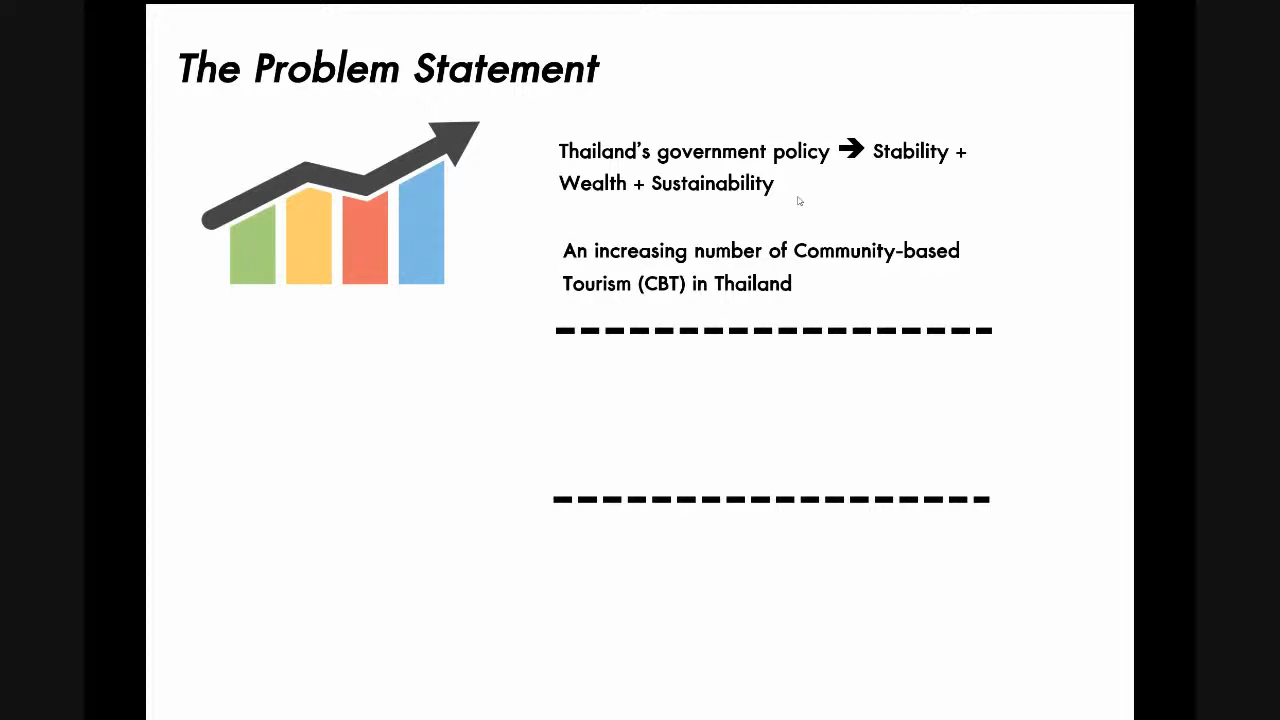 The Problem Statement
Thailand's government policy ➔ Stability +
Wealth + Sustainability
An increasing number of Community-based
Tourism (CBT) in Thailand